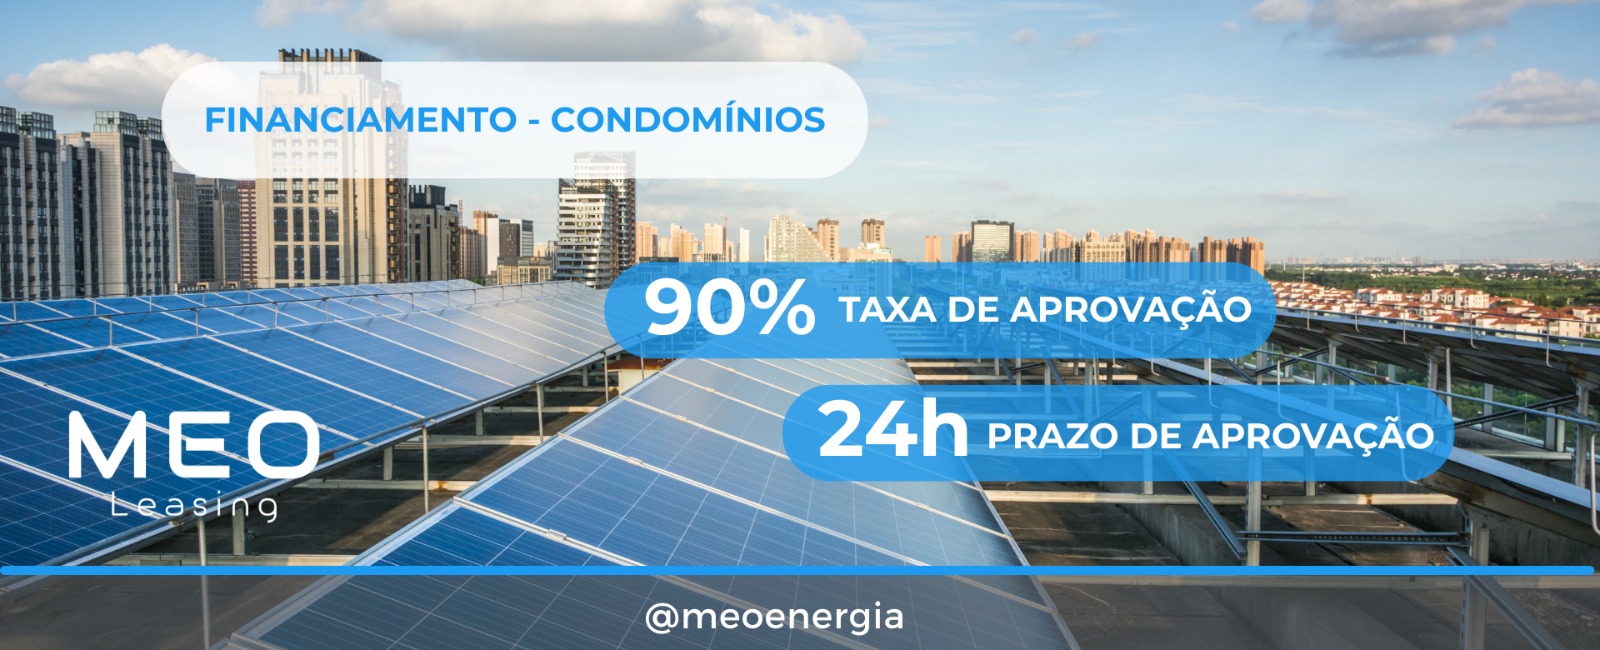 FINANCIAMENTO - CONDOMÍNIOS
90% TAXA DE APROVAÇÃO
24h PRAZO DE APROVAÇÃO
MEO
Leasing
@meoenergia